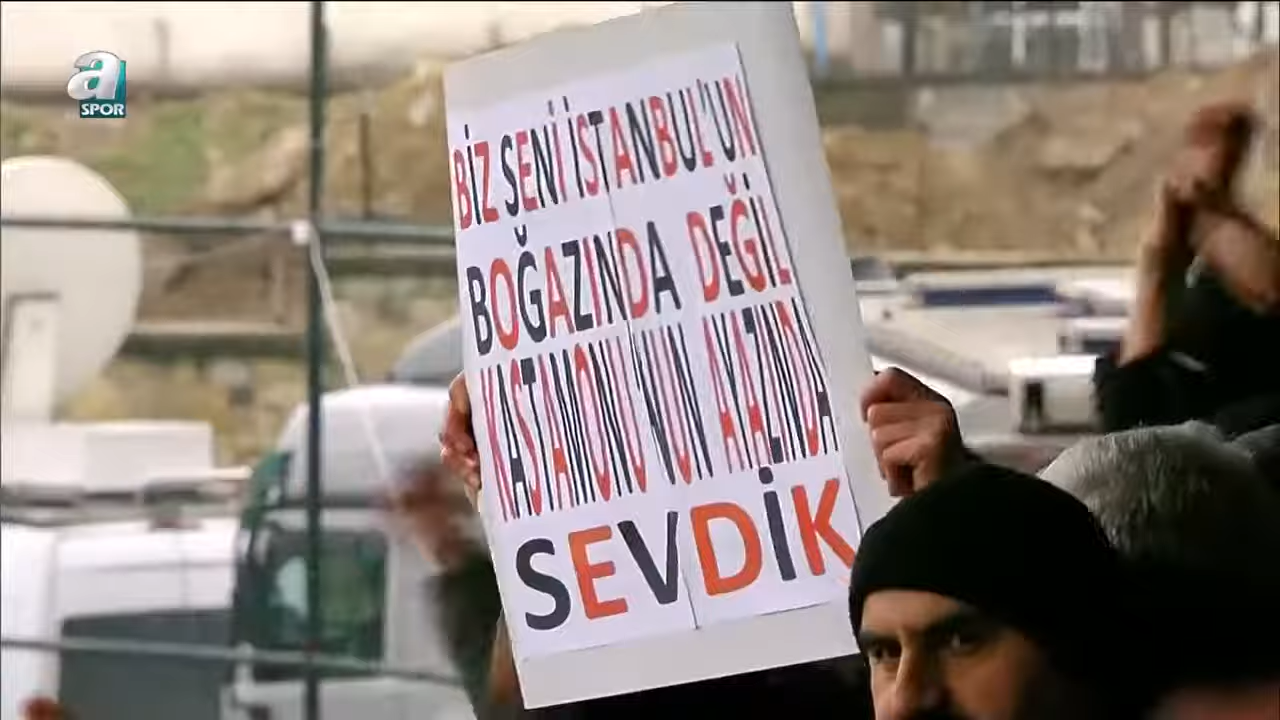 a
SPOR
BİZ SENİ İSTANBUL'UN
BOĞAZINDA DEĞİL
KASTAMONU'NUN AYAZINDA
SEVDİK